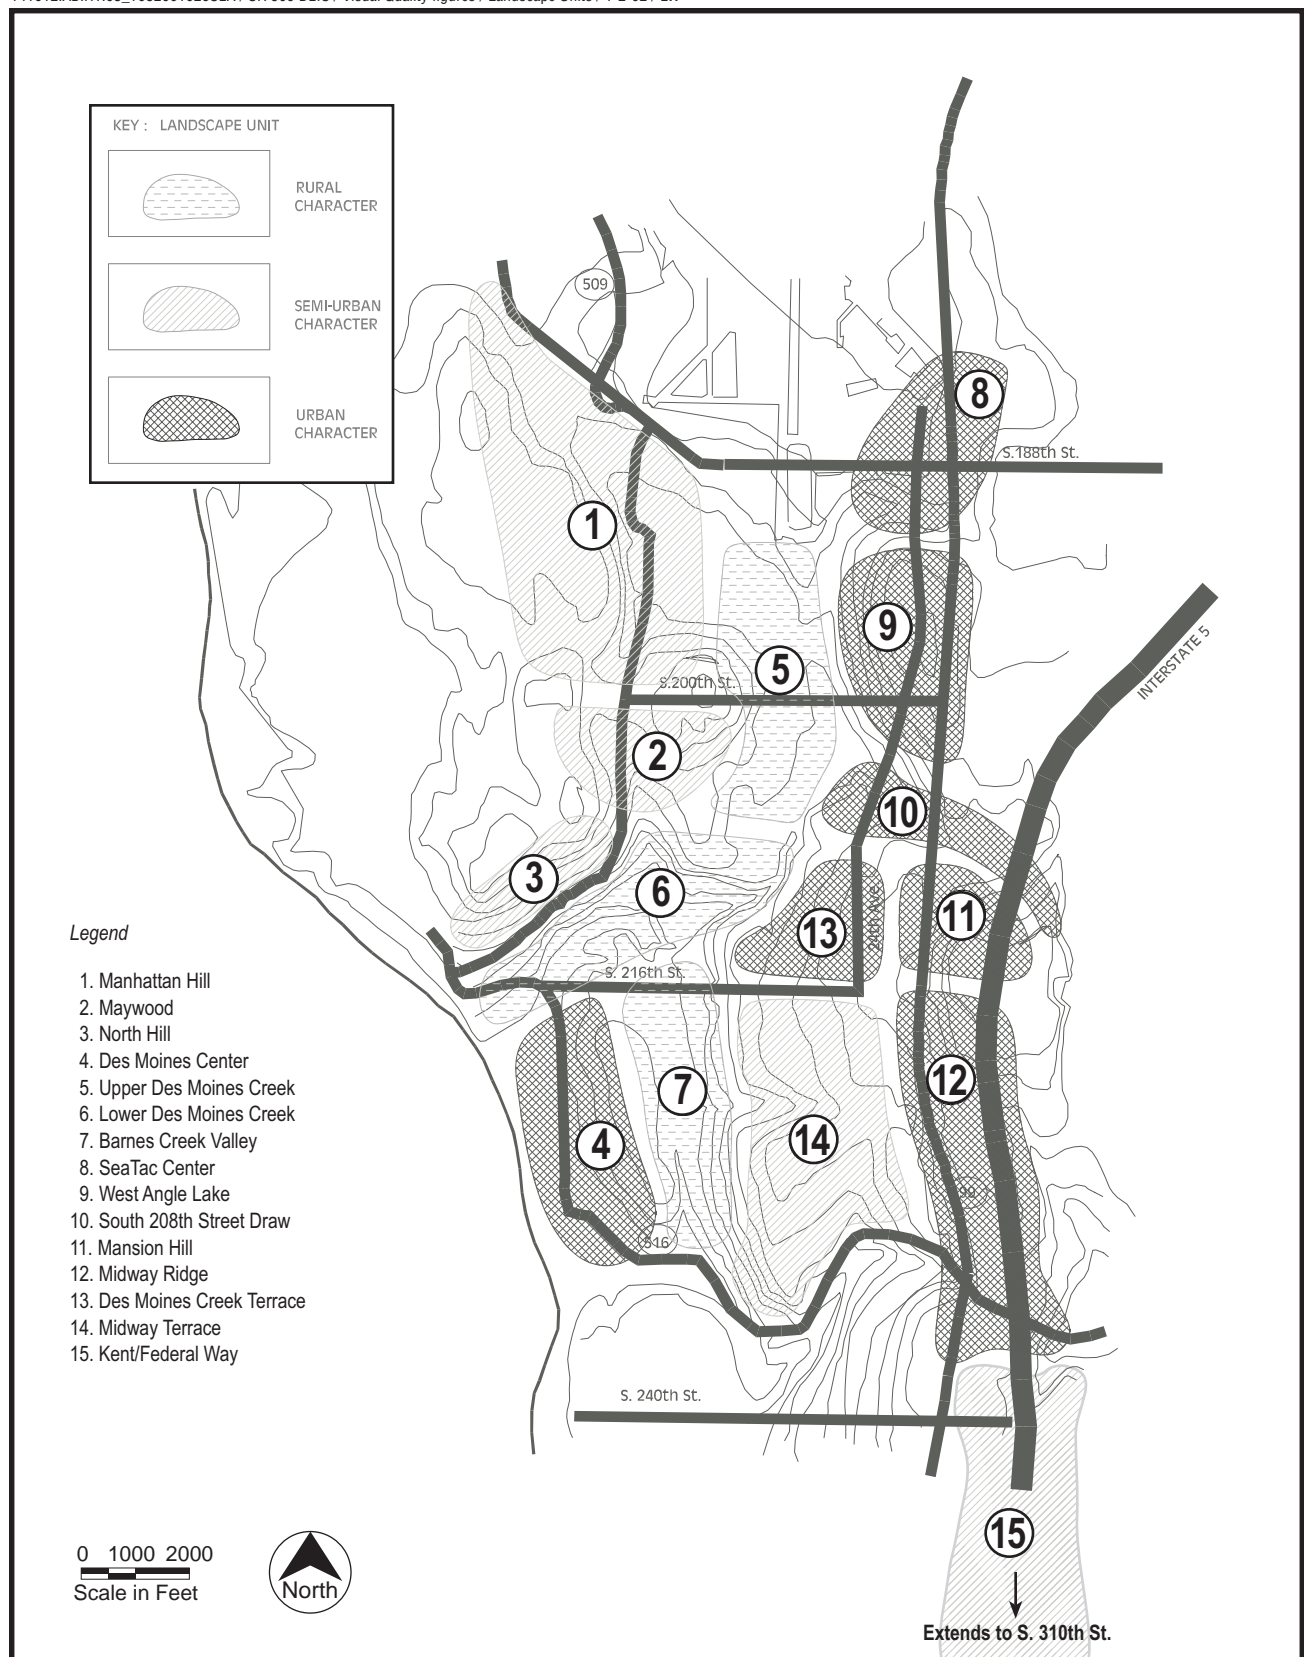 KEY : LANDSCAPE UNIT
RURAL
CHARACTER
SEMI-URBAN
CHARACTER
URBAN
CHARACTER
509
8
S.188th St.
1
9
5
INTERSTATE 5
S.200th St.
2
10
3
6
11
13
24th Ave.
S. 216th St.
12
7
14
4
99
516
S. 240th St.
15
Extends to S. 310th St.
Legend
1. Manhattan Hill
2. Maywood
3. North Hill
4. Des Moines Center
5. Upper Des Moines Creek
6. Lower Des Moines Creek
7. Barnes Creek Valley
8. SeaTac Center
9. West Angle Lake
10. South 208th Street Draw
11. Mansion Hill
12. Midway Ridge
13. Des Moines Creek Terrace
14. Midway Terrace
15. Kent/Federal Way
0 1000 2000
Scale in Feet
North